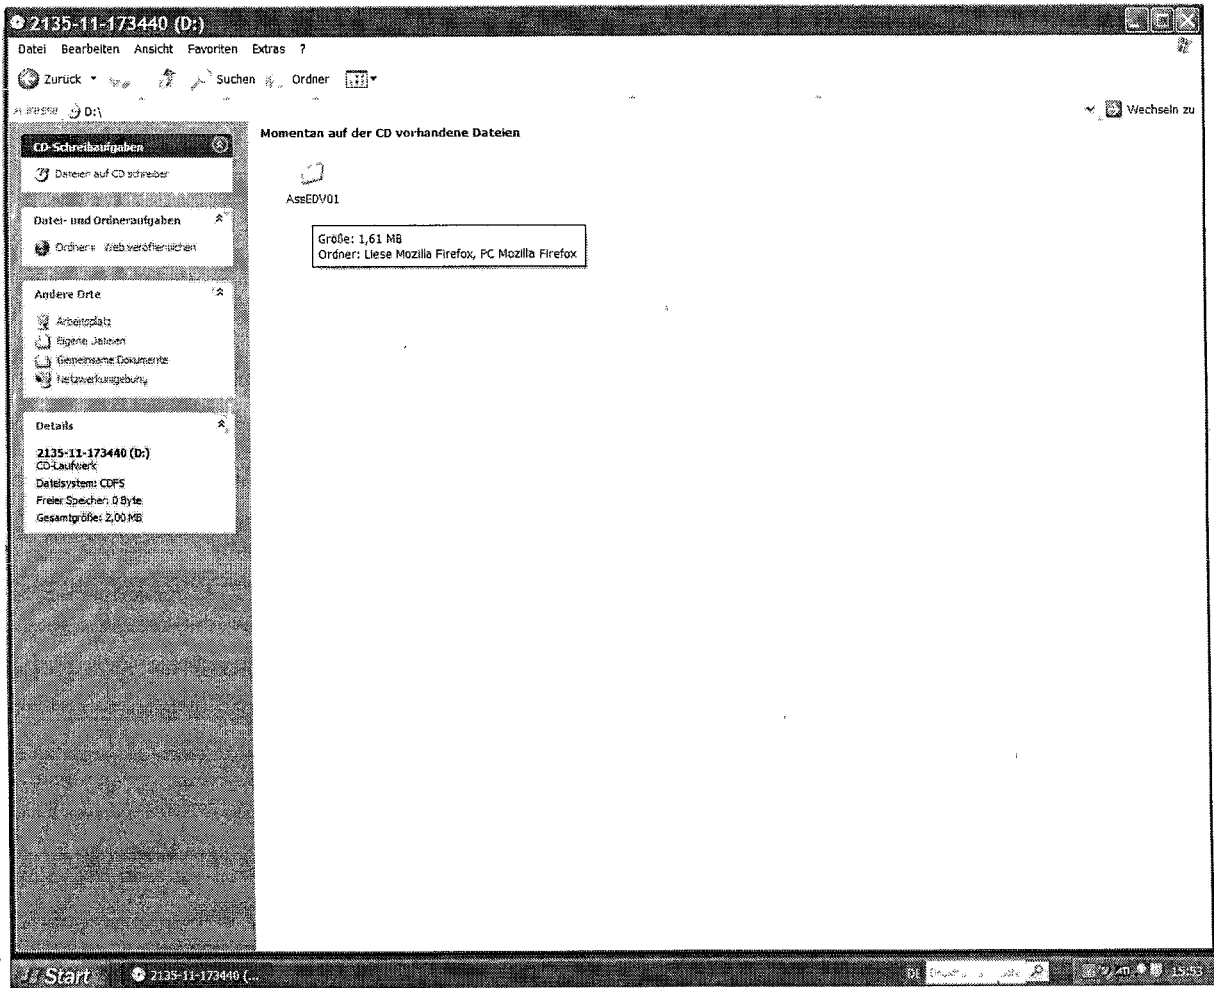 2135-11-173440 (D:)
Datei Bearbeiten Ansicht Favoriten Extras ?
Zurück Suchen Ordner
D:\ Wechseln zu
CD-Schreibaufgaben
Dateien auf CD schreiben
Datei- und Ordneraufgaben
Web veröffentlichen
Andere Orte
Arbeitsplatz
Eigene Dateien
Gemeinsame Dokumente
Netzwerkumgebung
Details
2135-11-173440 (D:)
CD-Laufwerk
Dateisystem: CDFS
Freier Speicher: 0 Byte
Gesamtgröße: 2,00 MB
Momentan auf der CD vorhandene Dateien
AssEDV01
Größe: 1,61 MB
Ordner: Liese Mozilla Firefox, PC Mozilla Firefox
Start 2135-11-173440 (... DE 15:53